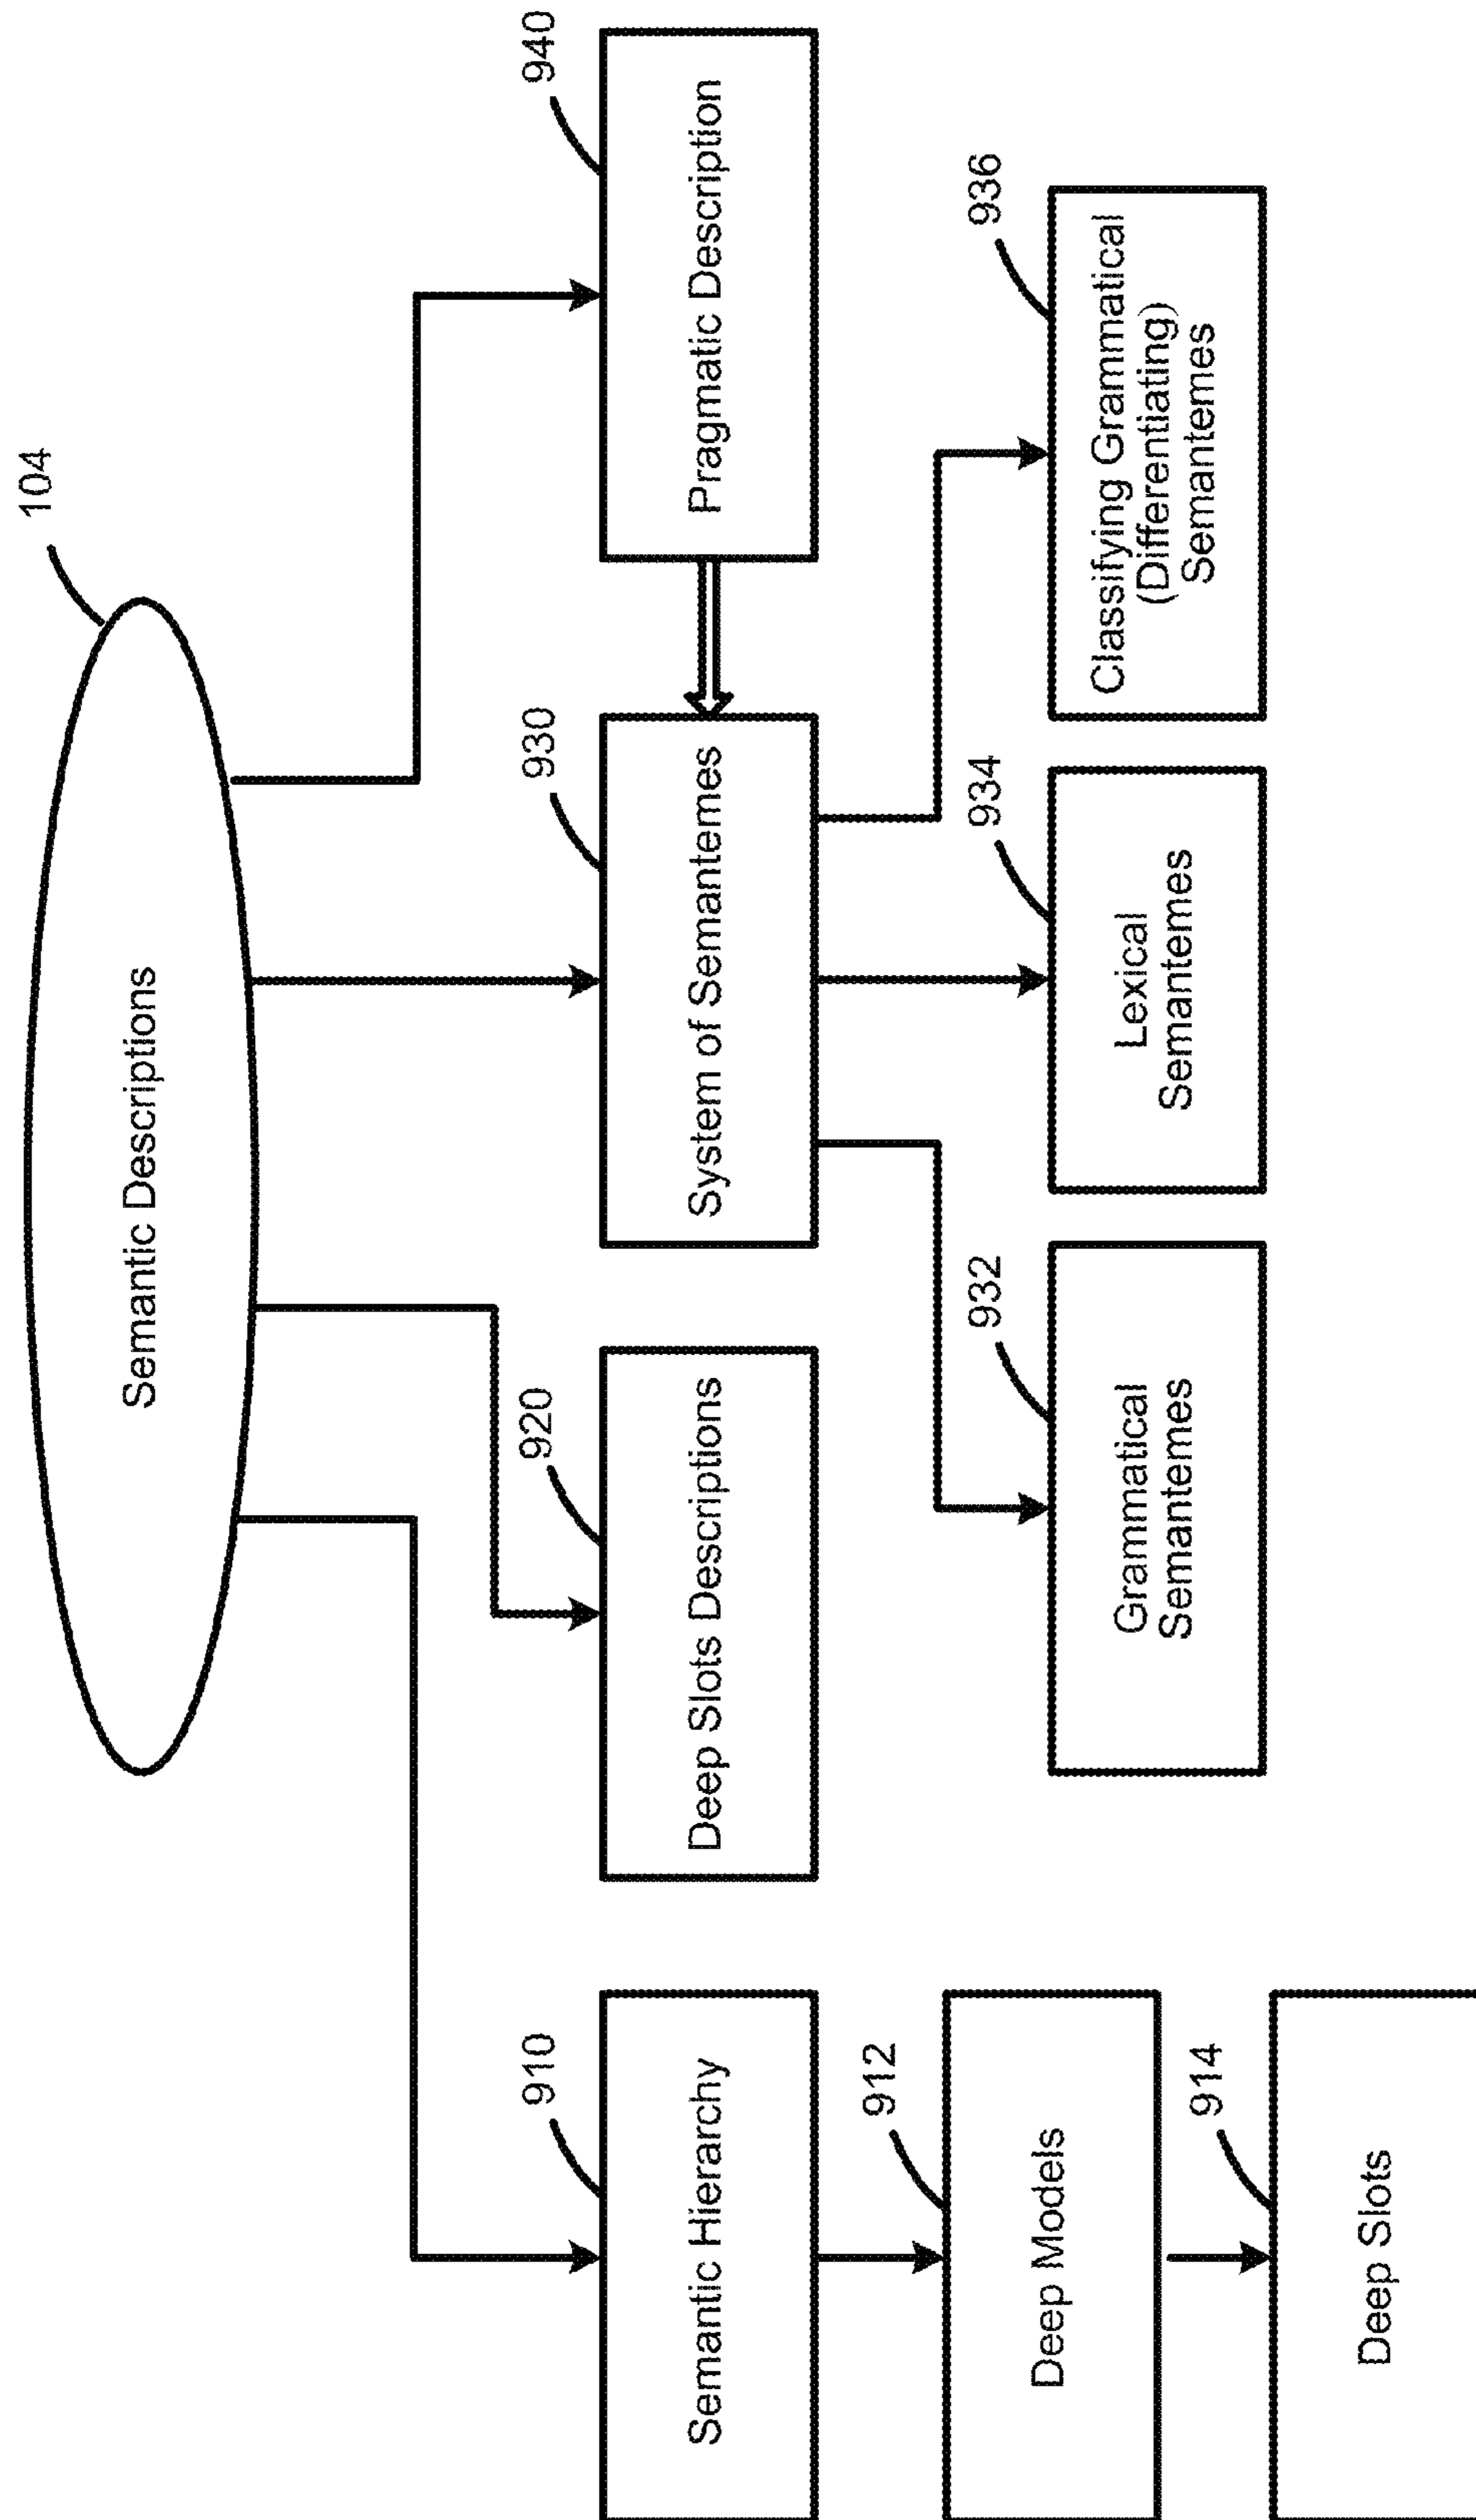 104
Semantic Descriptions
910
920
930
940
Semantic Hierarchy
Deep Slots Descriptions
System of Semantemes
Pragmatic Description
912
932
934
936
Deep Models
Grammatical
Semantemes
Lexical
Semantemes
Classifying Grammatical
(Differentiating)
Semantemes
914
Deep Slots